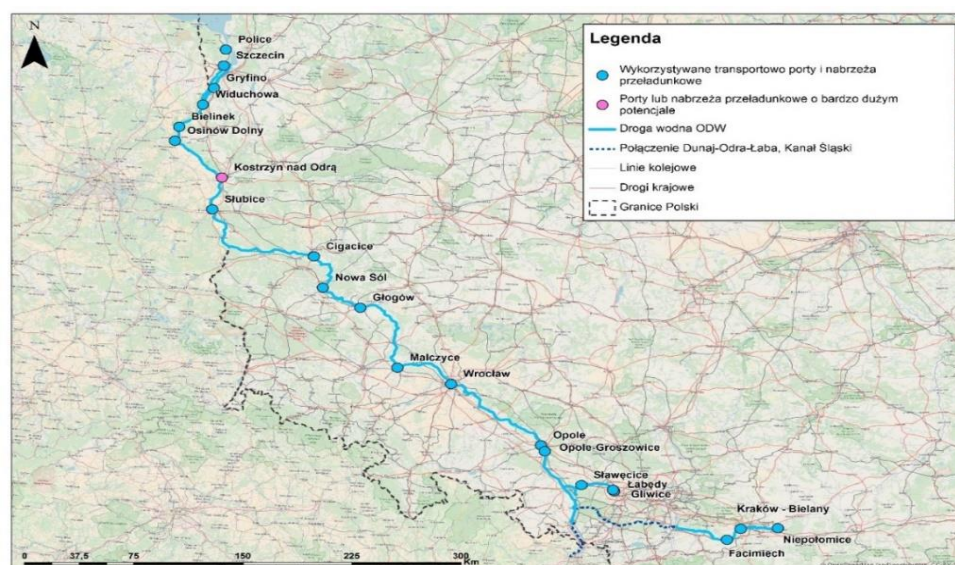 N
Police
Szczecin
Gryfino
Widuchowa
Bielinek
Osinów Dolny
Kostrzyn nad Odrą
Słubice
Cigacice
Nowa Sól
Głogów
Malczyce
Wrocław
Opole
Opole-Groszowice
Sławęcice
Łabędy
Gliwice
Kraków - Bielany
Niepołomice
Facimiech
Legenda
Wykorzystywane transportowo porty i nabrzeża
przeładunkowe
Porty lub nabrzeża przeładunkowe o bardzo dużym
potencjale
Droga wodna ODW
Połączenie Dunaj-Odra-Łaba, Kanał Śląski
Linie kolejowe
Drogi krajowe
Granice Polski
0 37,5 75 150 225 300
Km